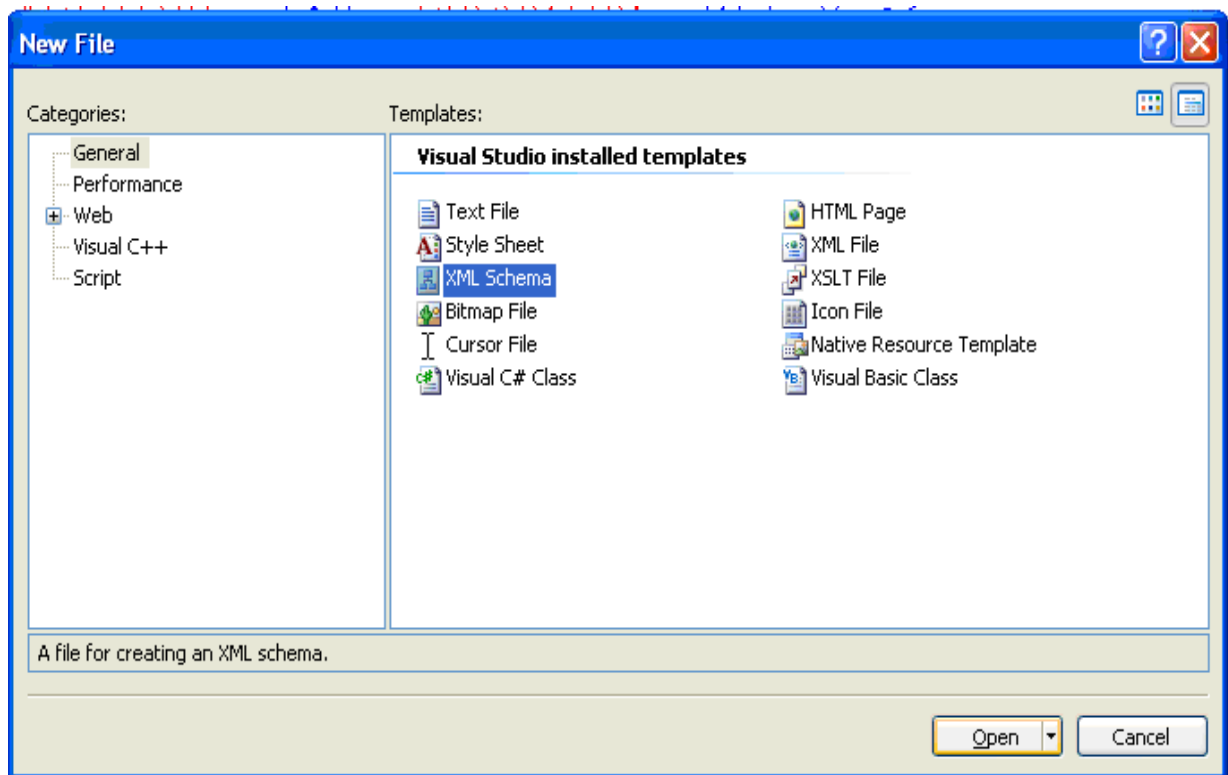 New File
Categories:
Templates:
General
Performance
Web
Visual C++
Script
Visual Studio installed templates
Text File
HTML Page
Style Sheet
XML File
XML Schema
XSLT File
Bitmap File
Icon File
Cursor File
Native Resource Template
Visual C# Class
Visual Basic Class
A file for creating an XML schema.
Open
Cancel